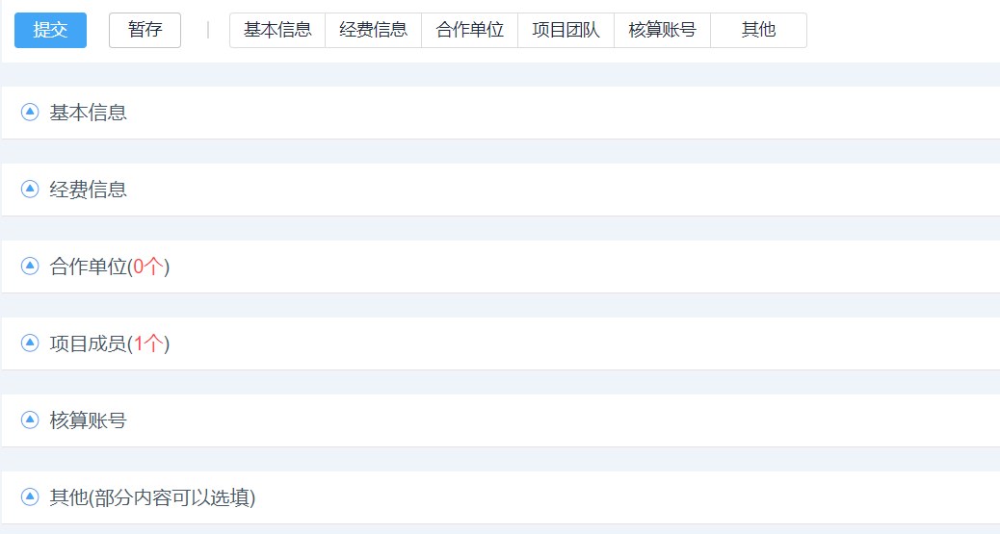 提交 暂存 | 基本信息 经费信息 合作单位 项目团队 核算账号 其他
基本信息
经费信息
合作单位(0个)
项目成员(1个)
核算账号
其他(部分内容可以选填)